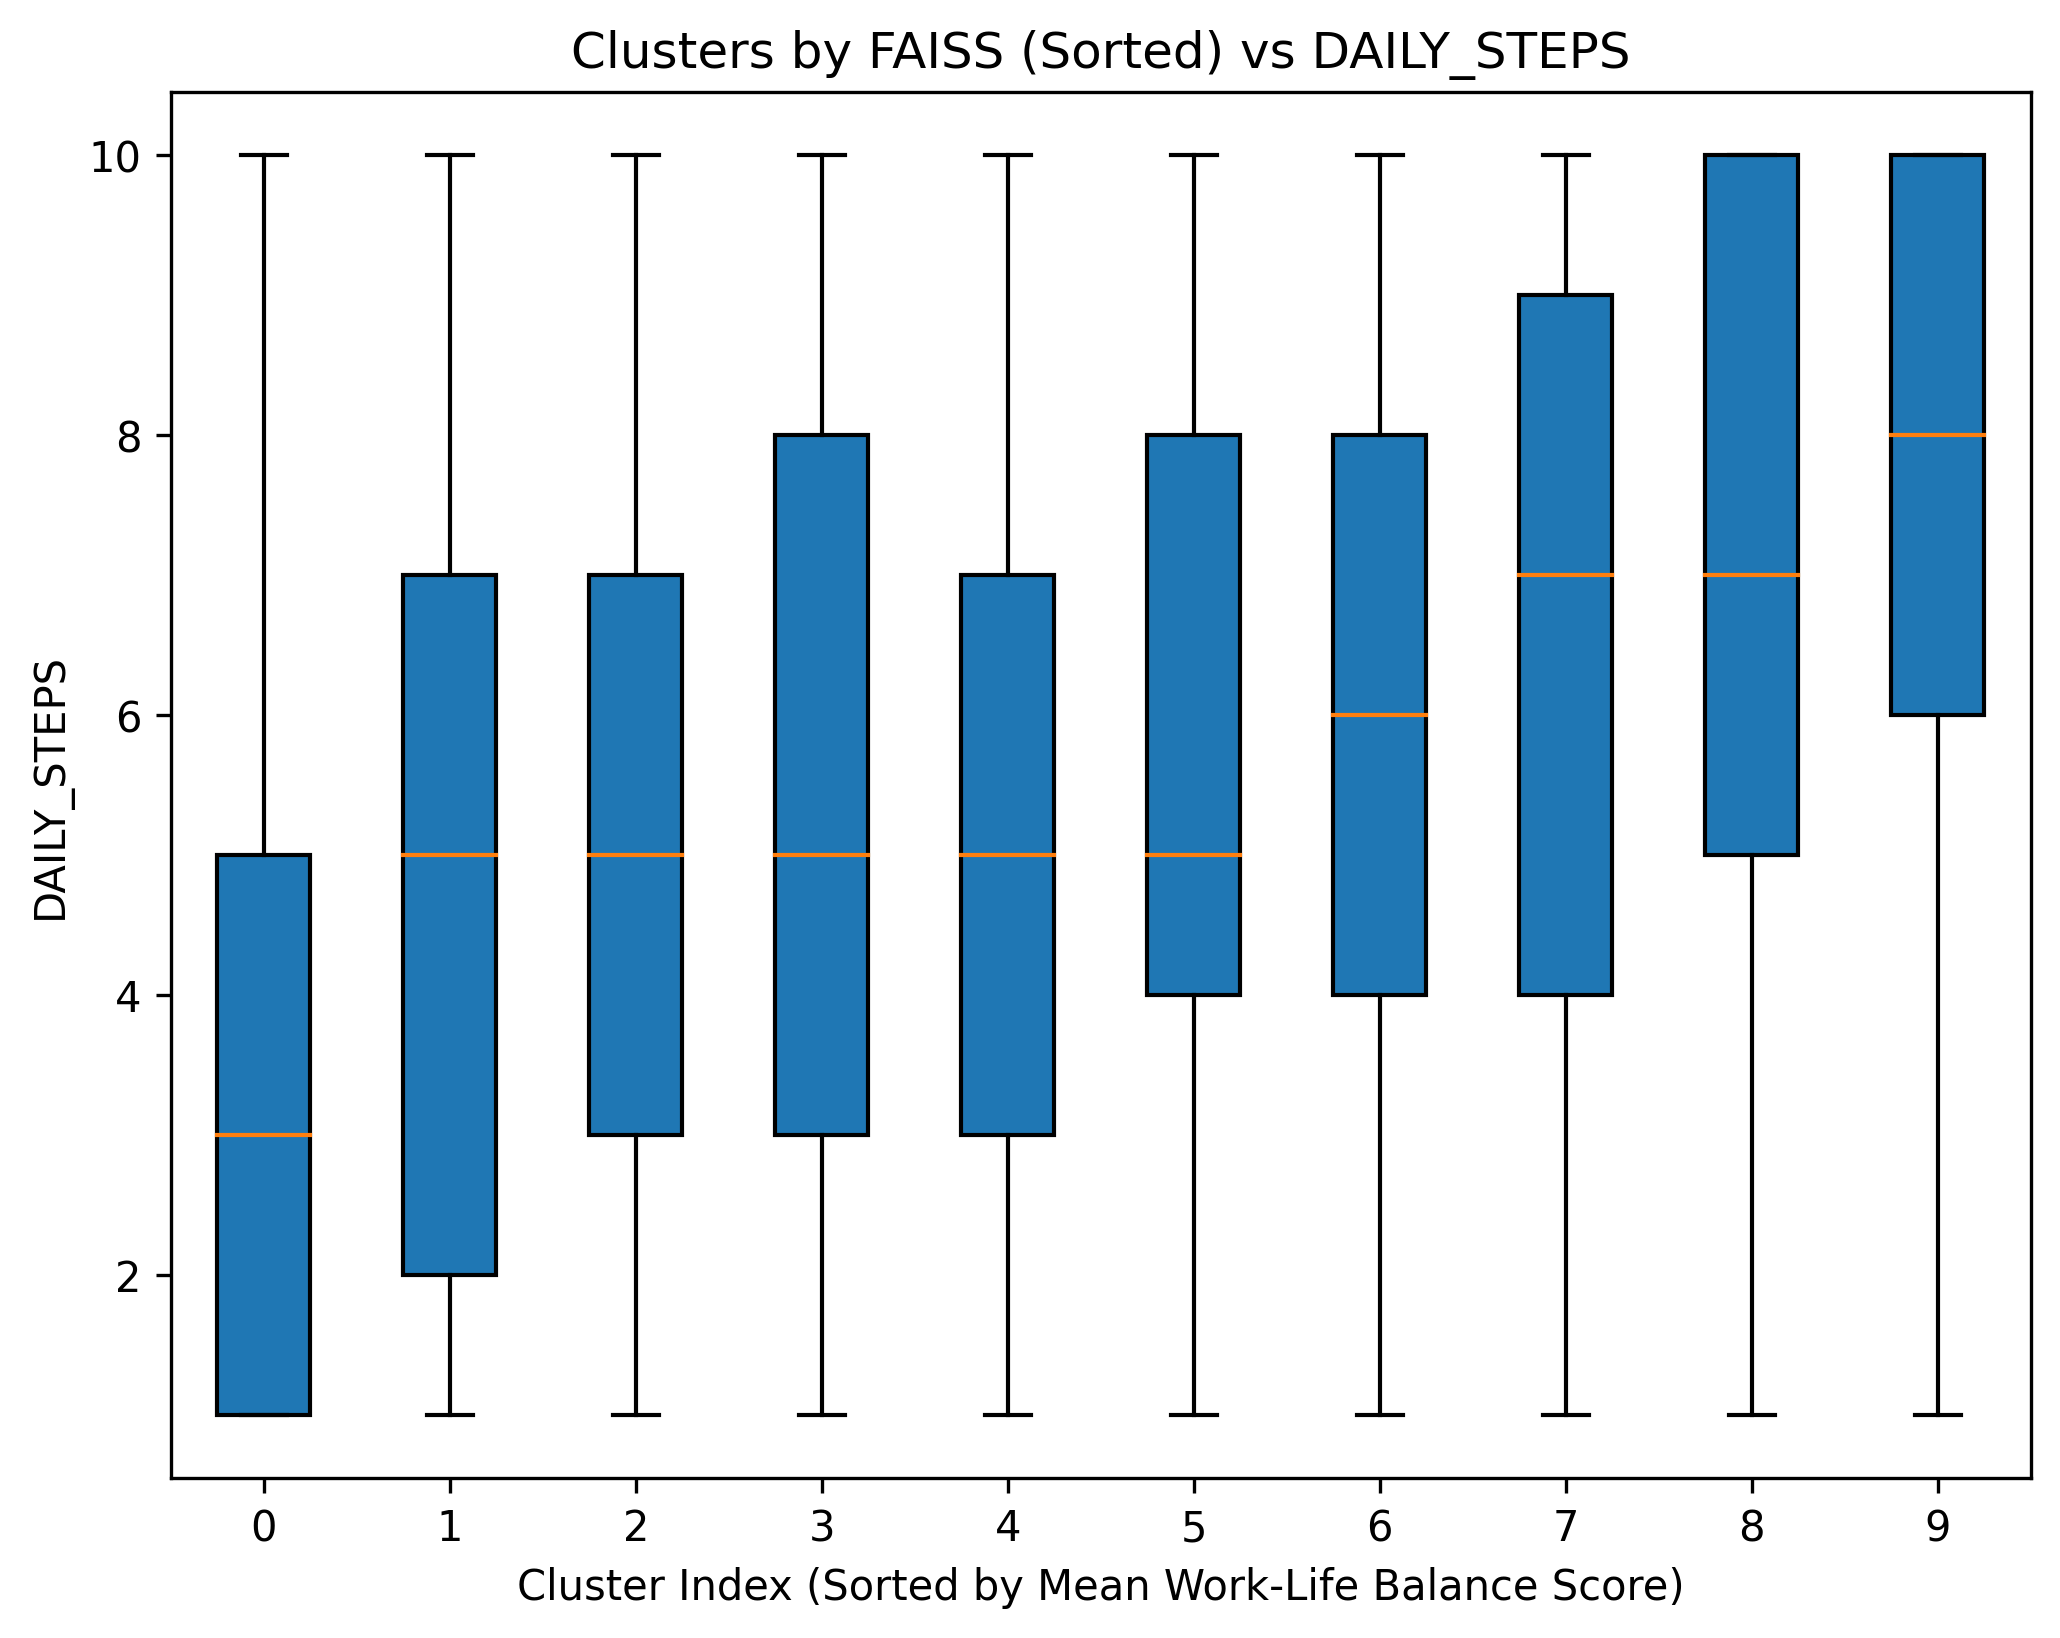 Clusters by FAISS (Sorted) vs DAILY_STEPS
DAILY_STEPS
10
8
6
4
2
0 1 2 3 4 5 6 7 8 9
Cluster Index (Sorted by Mean Work-Life Balance Score)